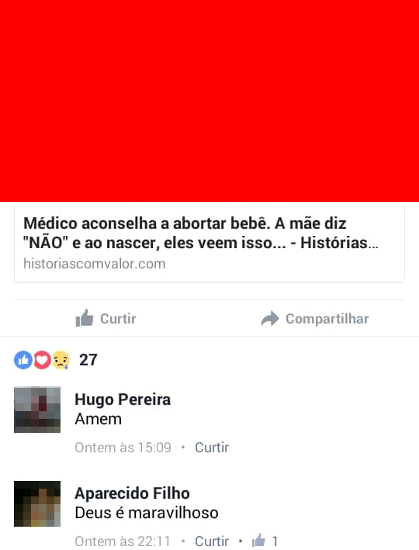 Médico aconselha a abortar bebê. A mãe diz
"NÃO" e ao nascer, eles veem isso... - Histórias...
historiascomvalor.com
Curtir Compartilhar
27
Hugo Pereira
Amem
Ontem às 15:09 • Curtir
Aparecido Filho
Deus é maravilhoso
Ontem às 22:11 • Curtir • 1